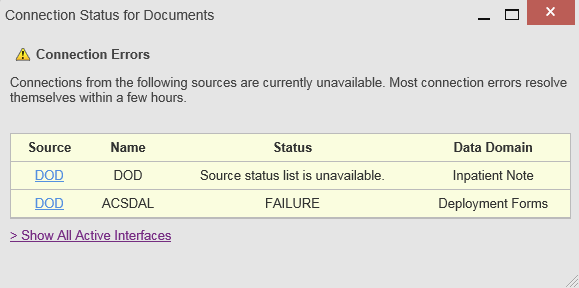 Connection Status for Documents
Connection Errors
Connections from the following sources are currently unavailable. Most connection errors resolve
themselves within a few hours.
Source Name Status Data Domain
DOD DOD Source status list is unavailable. Inpatient Note
DOD ACSDAL FAILURE Deployment Forms
> Show All Active Interfaces